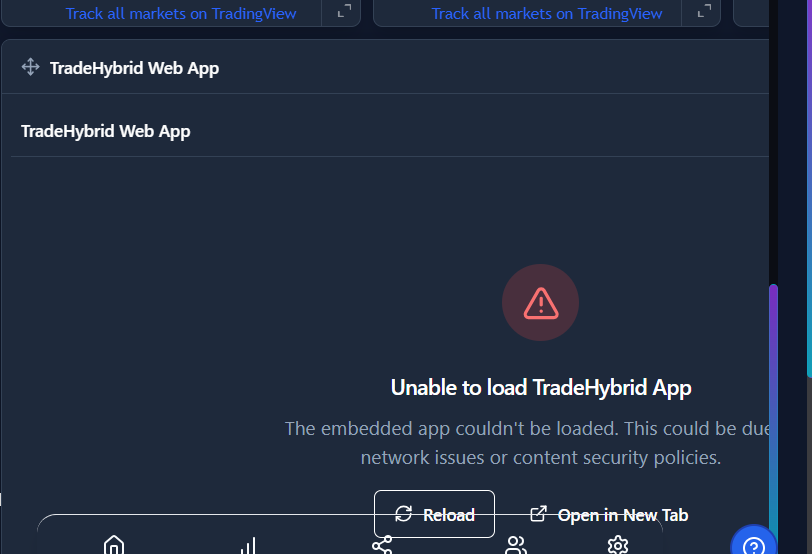 Track all markets on TradingView
Track all markets on TradingView
TradeHybrid Web App
TradeHybrid Web App
Unable to load TradeHybrid App
The embedded app couldn't be loaded. This could be due
network issues or content security policies.
Reload
Open in New Tab